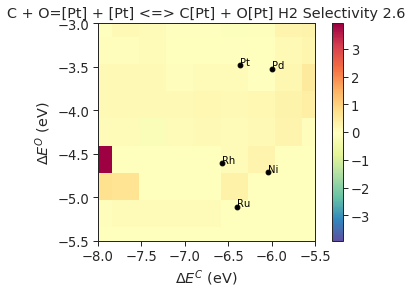 C + O=[Pt] + [Pt] <=> C[Pt] + O[Pt] H2 Selectivity 2.6
−3.0
−3.5
−4.0
−4.5
−5.0
−5.5
ΔE^O (eV)
Pt
Pd
Rh
Ni
Ru
−8.0 −7.5 −7.0 −6.5 −6.0 −5.5
ΔE^C (eV)
3
2
1
0
−1
−2
−3